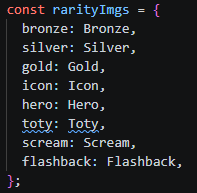 const rarityImgs = {
  bronze: Bronze,
  silver: Silver,
  gold: Gold,
  icon: Icon,
  hero: Hero,
  toty: Toty,
  scream: Scream,
  flashback: Flashback,
};